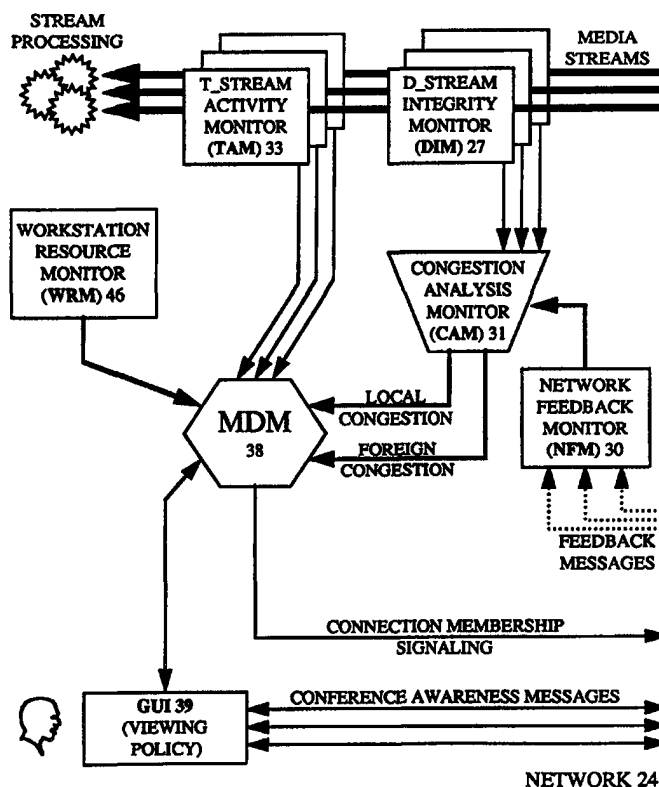 STREAM
PROCESSING
MEDIA
STREAMS
T_STREAM
ACTIVITY
MONITOR
(TAM) 33
D_STREAM
INTEGRITY
MONITOR
(DIM) 27
WORKSTATION
RESOURCE
MONITOR
(WRM) 46
CONGESTION
ANALYSIS
MONITOR
(CAM) 31
MDM
38
LOCAL
CONGESTION
FOREIGN
CONGESTION
NETWORK
FEEDBACK
MONITOR
(NFM) 30
FEEDBACK
MESSAGES
CONNECTION MEMBERSHIP
SIGNALING
GUI 39
(VIEWING
POLICY)
CONFERENCE AWARENESS MESSAGES
NETWORK 24